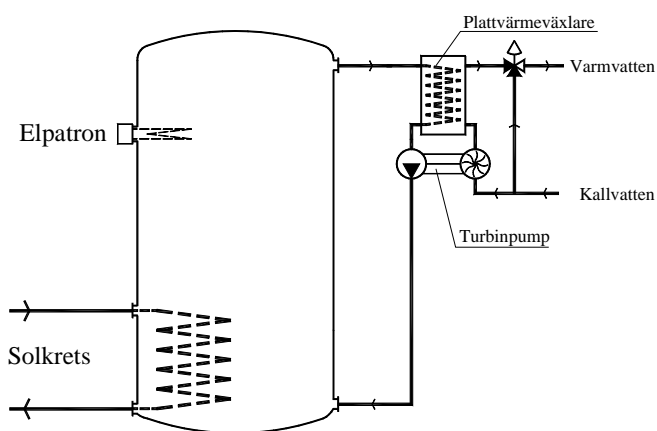 Plattvärmeväxlare
Varmvatten
Elpatron
Kallvatten
Turbinpump
Solkrets